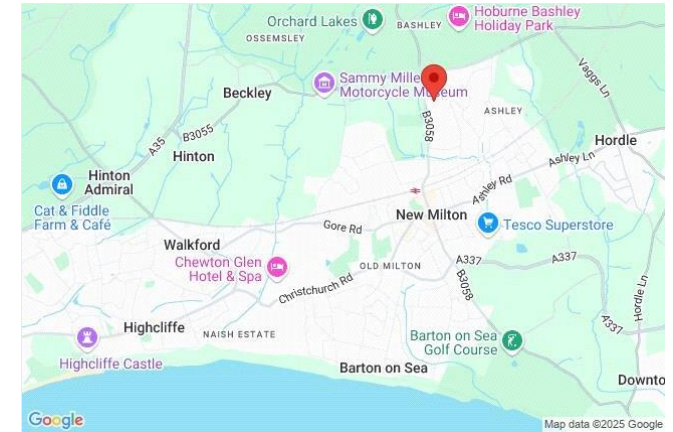 Orchard Lakes
BASHLEY
Hoburne Bashley
Holiday Park
OSSEMSLEY
Vaggs Ln
Beckley
Sammy Mille
Motorcycle Museum
ASHLEY
B3058
B3055
A35
Hordle
Hinton
Ashley Ln
Hinton
Admiral
Ashley Rd
Cat & Fiddle
Farm & Café
New Milton
Tesco Superstore
Gore Rd
Walkford
Chewton Glen
Hotel & Spa
OLD MILTON
A337
A337
B3058
Christchurch Rd
Hordle Ln
A337
Highcliffe
NAISH ESTATE
Barton on Sea
Golf Course
Highcliffe Castle
Barton on Sea
Downto
Google
Map data ©2025 Google